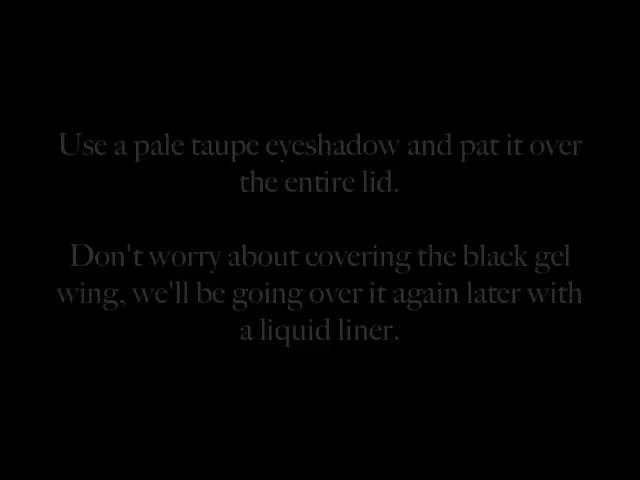 Use a pale taupe eyeshadow and pat it over
the entire lid.
Don't worry about covering the black gel
wing, we'll be going over it again later with
a liquid liner.